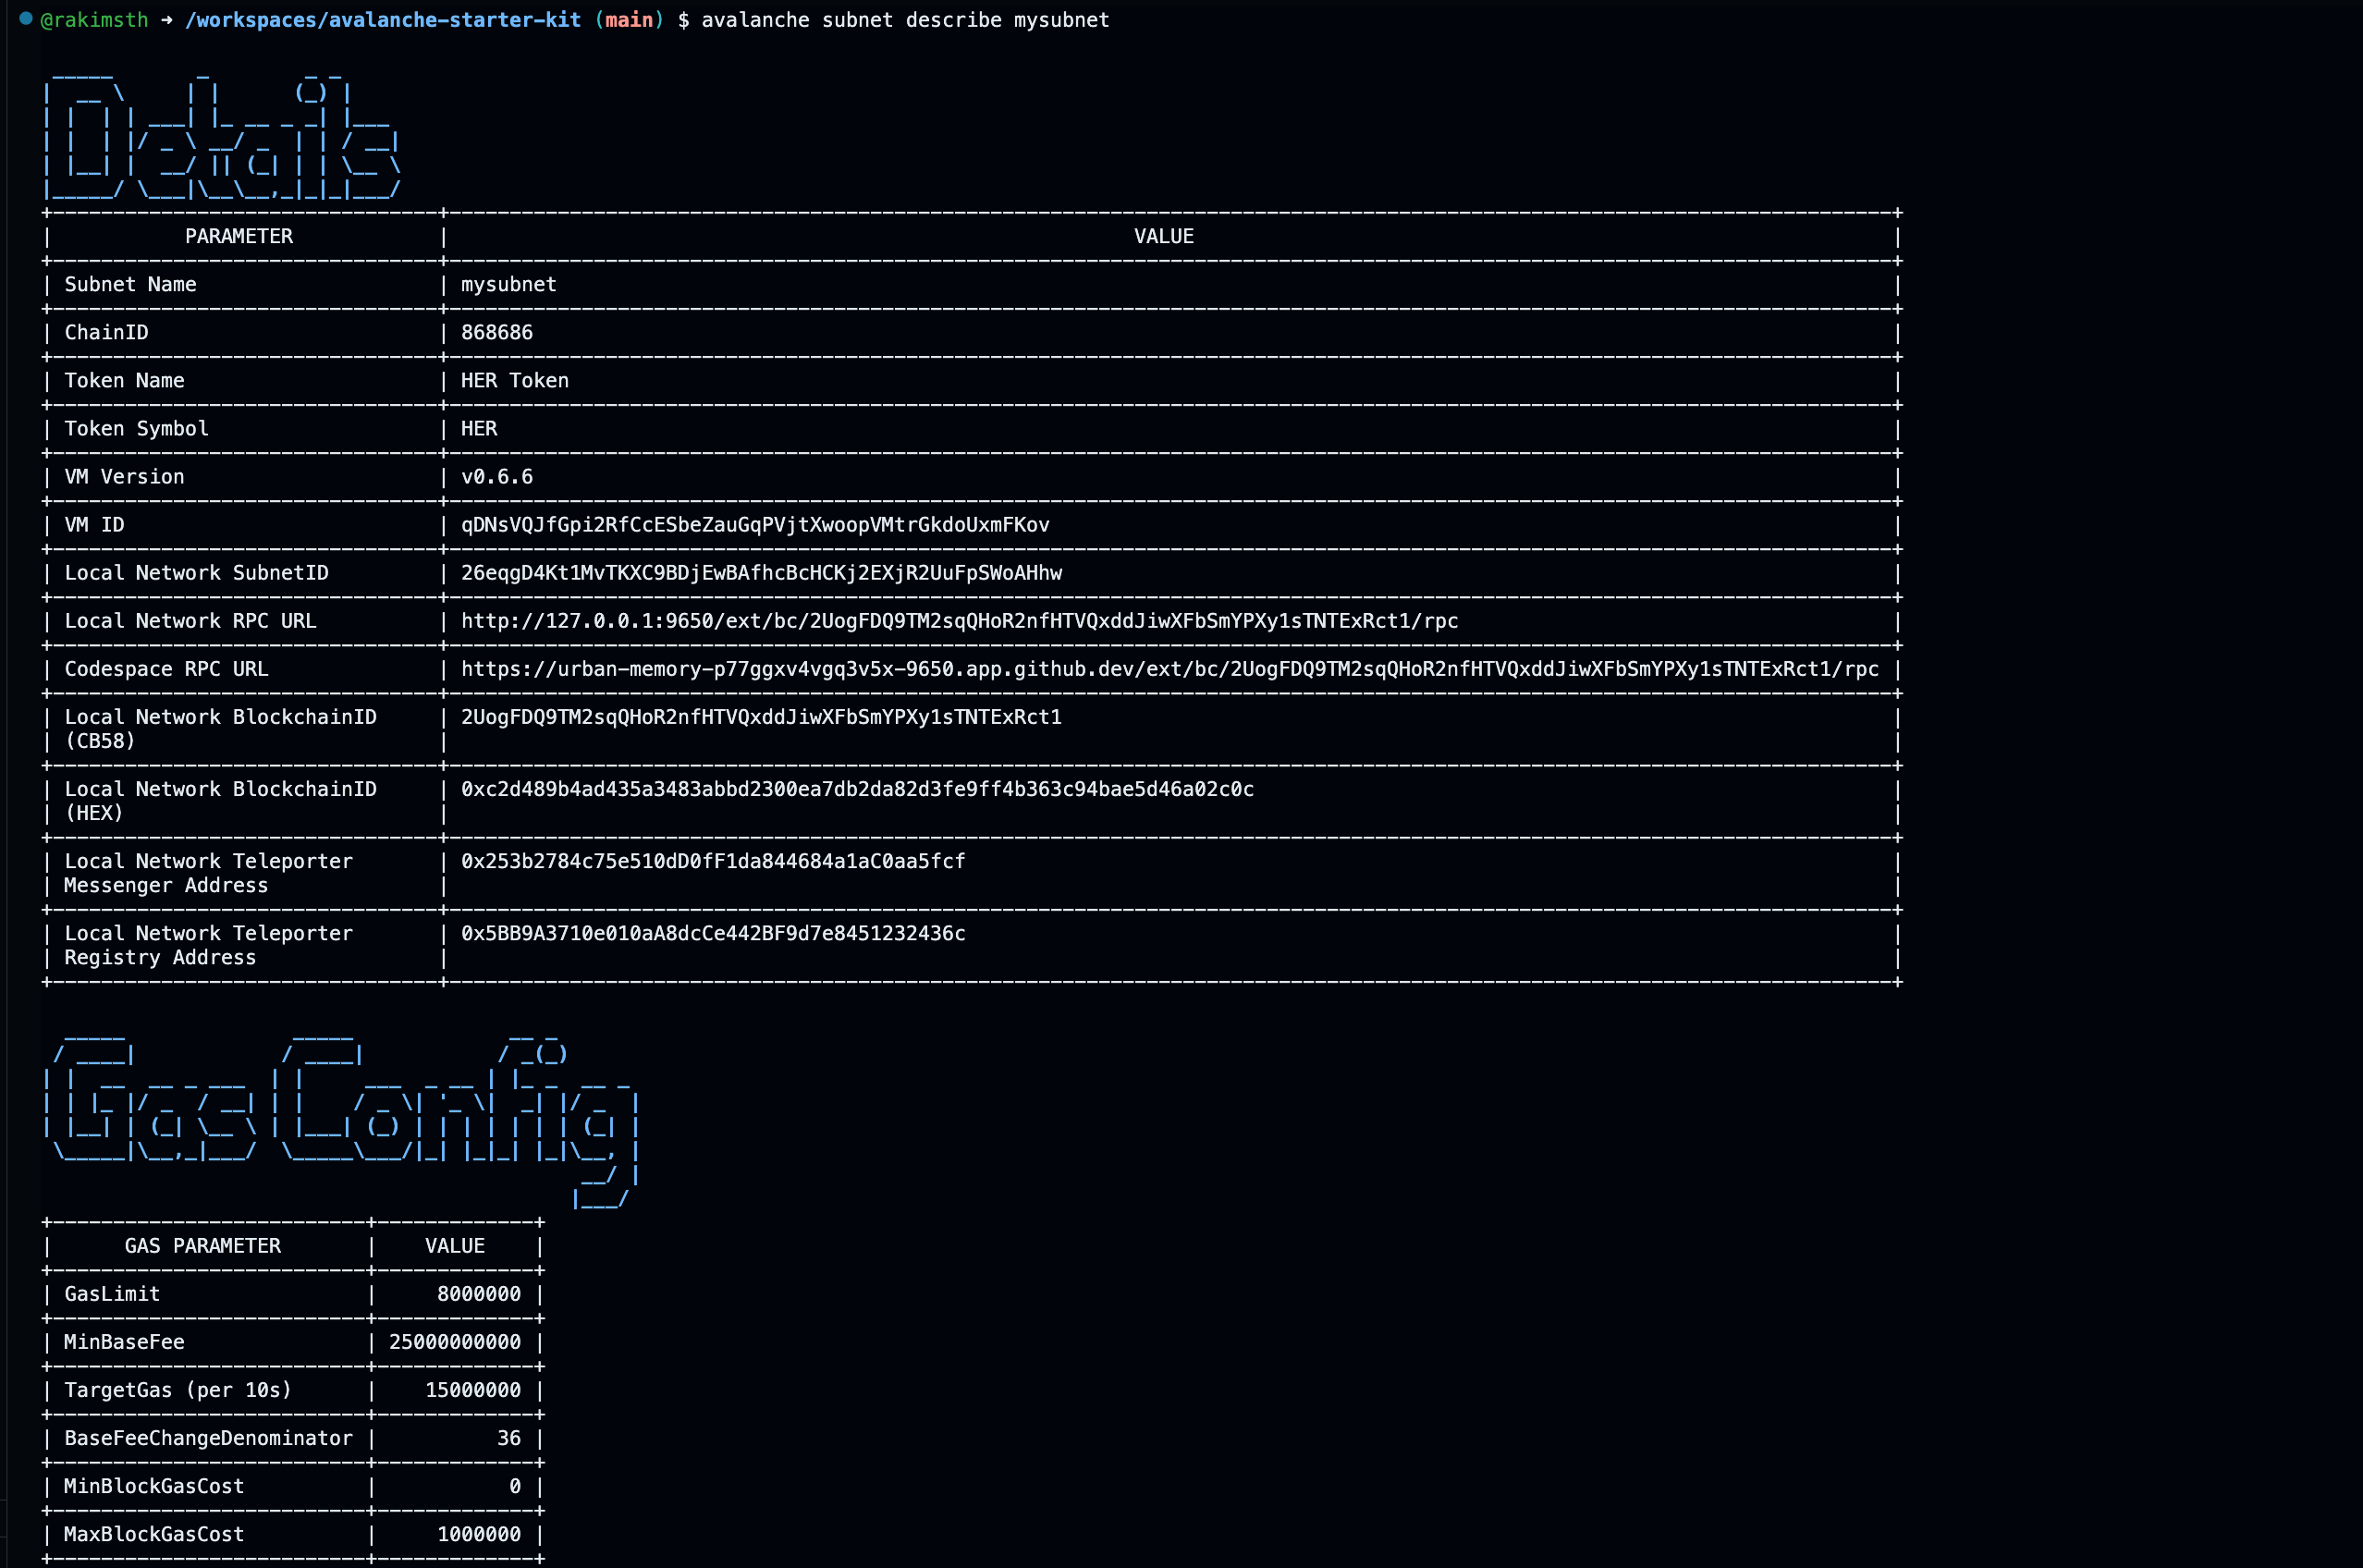 @rakimsth ➜ /workspaces/avalanche-starter-kit (main) $ avalanche subnet describe mysubnet
Details
PARAMETER VALUE
Subnet Name mysubnet
ChainID 868686
Token Name HER Token
Token Symbol HER
VM Version v0.6.6
VM ID qDNsVQJfGpi2RfCcESbeZauGqPVjtXwoopVMtrGkdoUxmFKov
Local Network SubnetID 26eqgD4Kt1MvTKXC9BDjEwBAfhcBcHCKj2EXjR2UuFpSWoAHhw
Local Network RPC URL http://127.0.0.1:9650/ext/bc/2UogFDQ9TM2sqQHoR2nfHTVQxddJiwXFbSmYPXy1sTNTExRct1/rpc
Codespace RPC URL https://urban-memory-p77ggxv4vgq3v5x-9650.app.github.dev/ext/bc/2UogFDQ9TM2sqQHoR2nfHTVQxddJiwXFbSmYPXy1sTNTExRct1/rpc
Local Network BlockchainID 2UogFDQ9TM2sqQHoR2nfHTVQxddJiwXFbSmYPXy1sTNTExRct1
(CB58)
Local Network BlockchainID 0xc2d489b4ad435a3483abbd2300ea7db2da82d3fe9ff4b363c94bae5d46a02c0c
(HEX)
Local Network Teleporter 0x253b2784c75e510dD0fF1da844684a1aC0aa5fcf
Messenger Address
Local Network Teleporter 0x5BB9A3710e010aA8dcCe442BF9d7e8451232436c
Registry Address
Gas Config
GAS PARAMETER VALUE
GasLimit 8000000
MinBaseFee 25000000000
TargetGas (per 10s) 15000000
BaseFeeChangeDenominator 36
MinBlockGasCost 0
MaxBlockGasCost 1000000